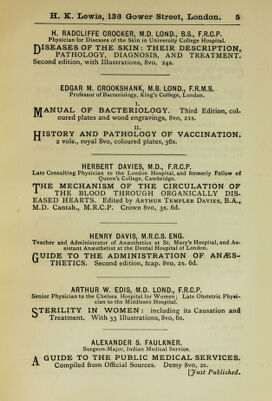 H. K. Lewis, 136 Gower Street, London. 5
H. RADCLIFFE CROCKER, M.D. LOND., B.S., F.R.C.P.
Physician for Diseases of the Skin in University College Hospital.
DISEASES OF THE SKIN: THEIR DESCRIPTION,
PATHOLOGY, DIAGNOSIS, AND TREATMENT.
Second edition, with Illustrations, 8vo, 24s.
EDGAR M. CROOKSHANK, M.B. LOND., F.R.M.S.
Professor of Bacteriology, King's College, London.
I.
MANUAL OF BACTERIOLOGY. Third Edition, col-
oured plates and wood engravings, 8vo, 21s.
II.
HISTORY AND PATHOLOGY OF VACCINATION.
2 vols., royal 8vo, coloured plates, 36s.
HERBERT DAVIES, M.D., F.R.C.P.
Late Consulting Physician to the London Hospital, and formerly Fellow of
Queen's College, Cambridge.
THE MECHANISM OF THE CIRCULATION OF
THE BLOOD THROUGH ORGANICALLY DIS-
EASED HEARTS. Edited by ARTHUR TEMPLER DAVIES, B.A.,
M.D. Cantab., M.R.C.P. Crown 8vo, 3s. 6d.
HENRY DAVIS, M.R.C.S. ENG.
Teacher and Administrator of Anæsthetics at St. Mary's Hospital, and As-
sistant Anæsthetist at the Dental Hospital of London.
GUIDE TO THE ADMINISTRATION OF ANÆS-
THETICS. Second edition, fcap. 8vo, 2s. 6d.
ARTHUR W. EDIS, M.D. LOND., F.R.C.P.
Senior Physician to the Chelsea Hospital for Women; Late Obstetric Physi-
cian to the Middlesex Hospital.
STERILITY IN WOMEN: including its Causation and
Treatment. With 33 Illustrations, 8vo, 6s.
ALEXANDER S. FAULKNER.
Surgeon-Major, Indian Medical Service.
A GUIDE TO THE PUBLIC MEDICAL SERVICES.
Compiled from Official Sources. Demy 8vo, 2s.
[Just Published.